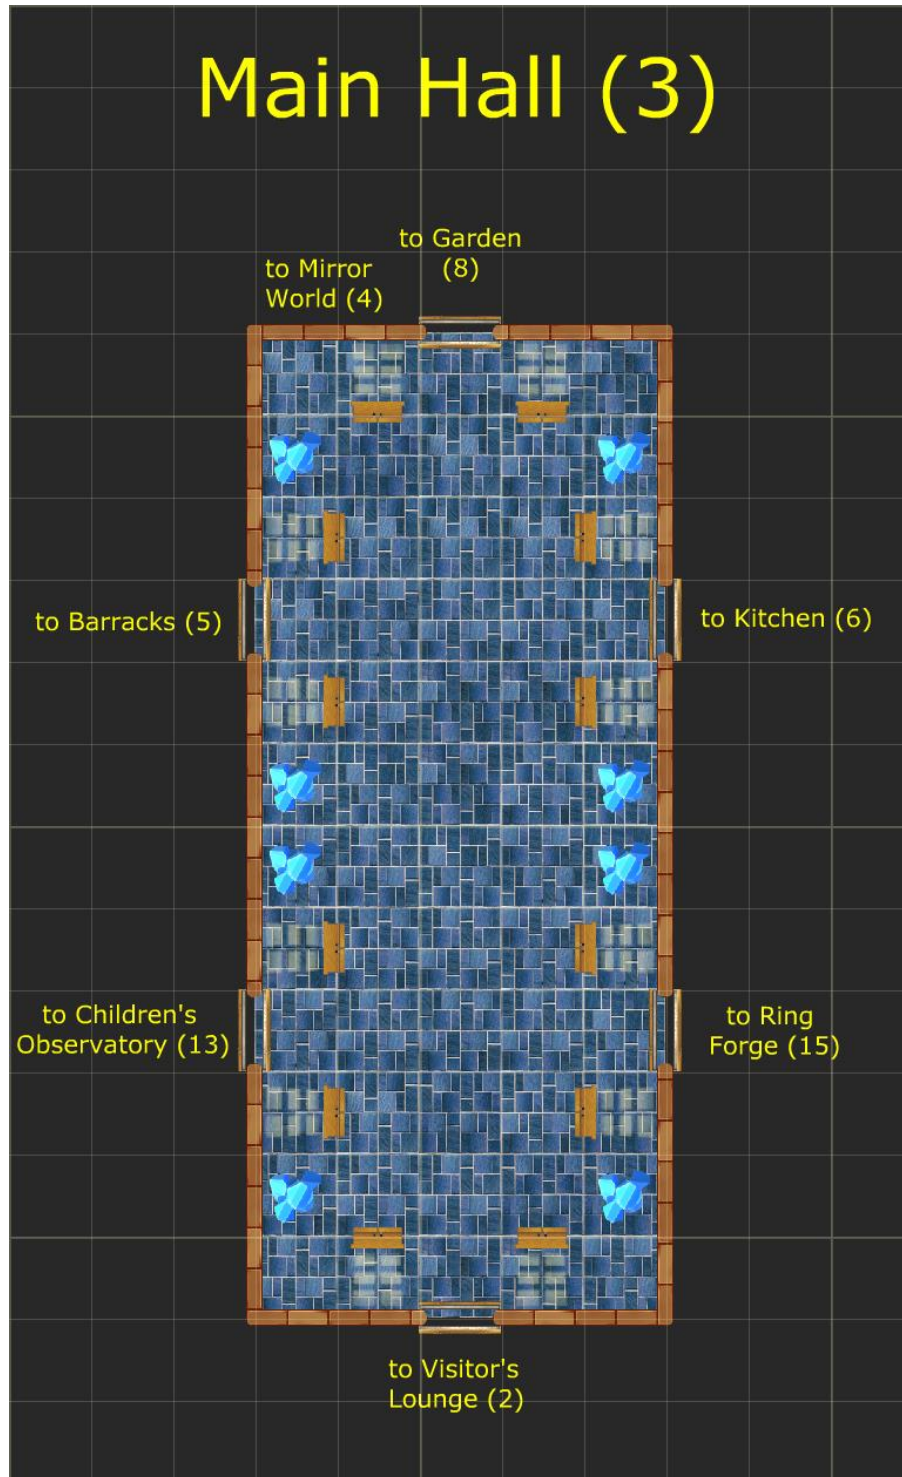 Main Hall (3)
to Garden
(8)
to Mirror
World (4)
to Barracks (5)
to Kitchen (6)
to Children's
Observatory (13)
to Ring
Forge (15)
to Visitor's
Lounge (2)